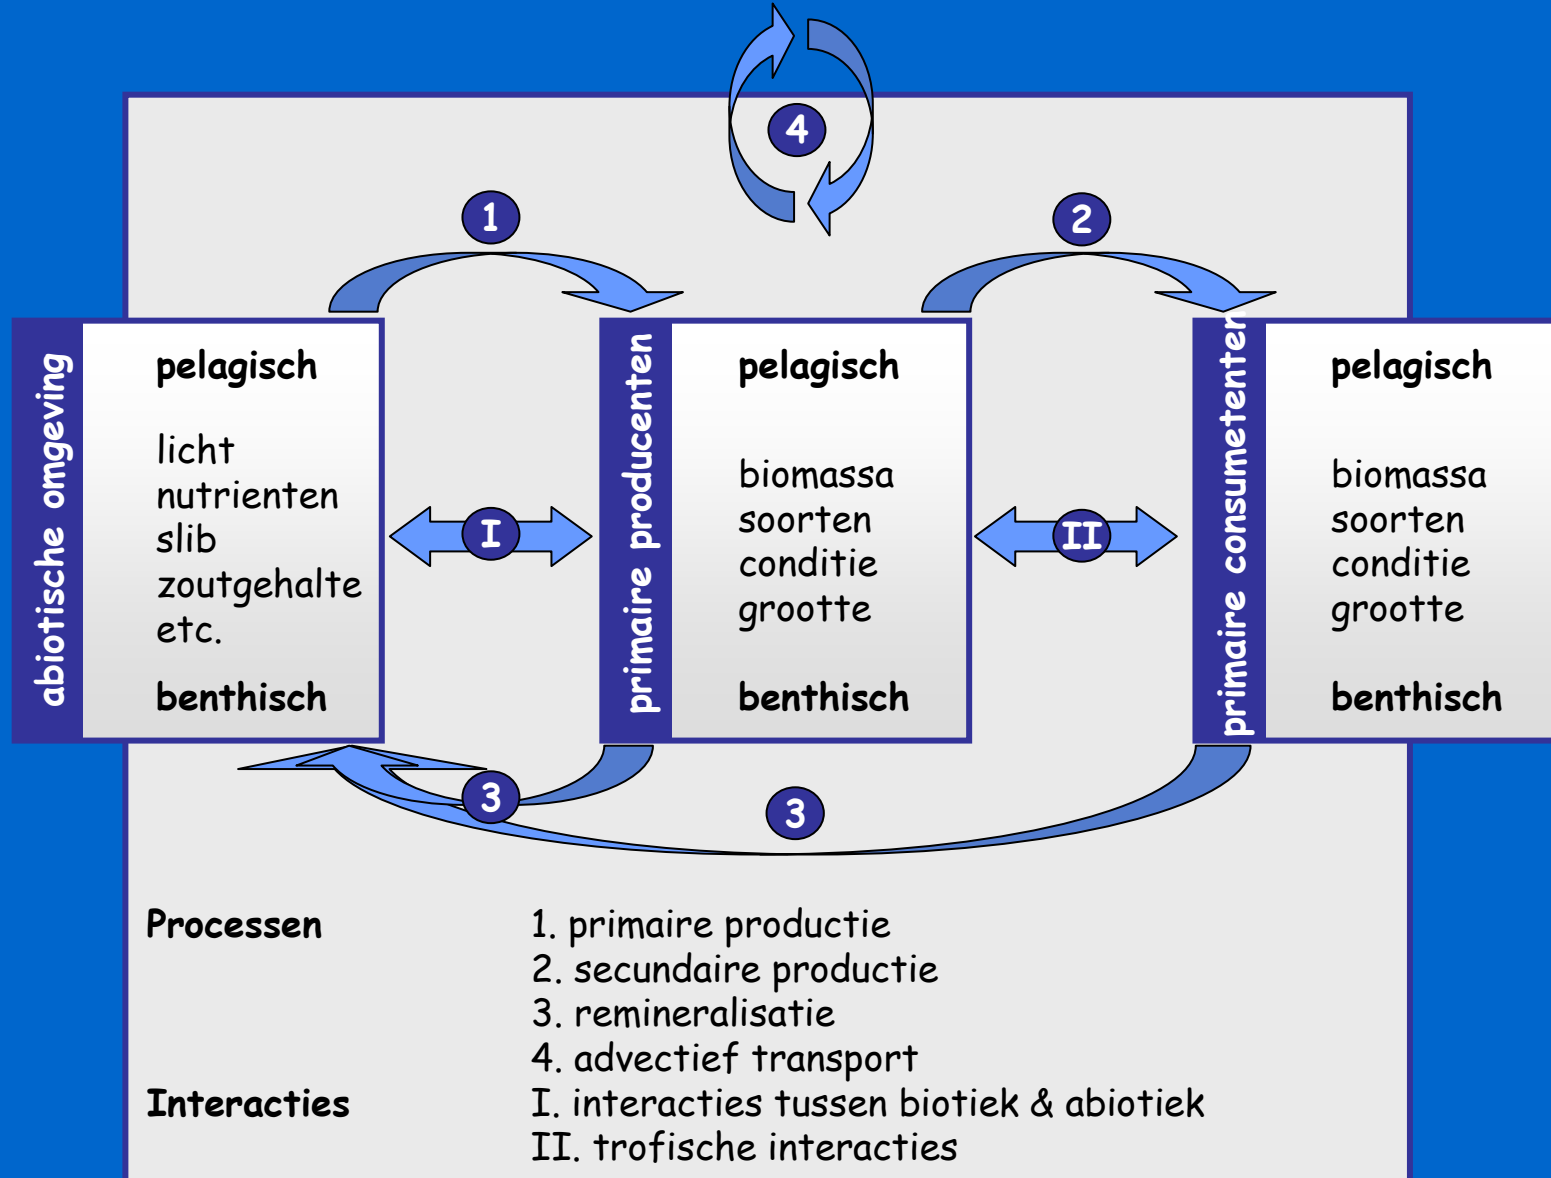 4
1
2
abiotische omgeving
pelagisch
licht
nutrienten
slib
zoutgehalte
etc.
benthisch
I
primaire producenten
pelagisch
biomassa
soorten
conditie
grootte
benthisch
II
primaire consumetenten
pelagisch
biomassa
soorten
conditie
grootte
benthisch
3
3
Processen 1. primaire productie
2. secundaire productie
3. remineralisatie
4. advectief transport
Interacties I. interacties tussen biotiek & abiotiek
II. trofische interacties